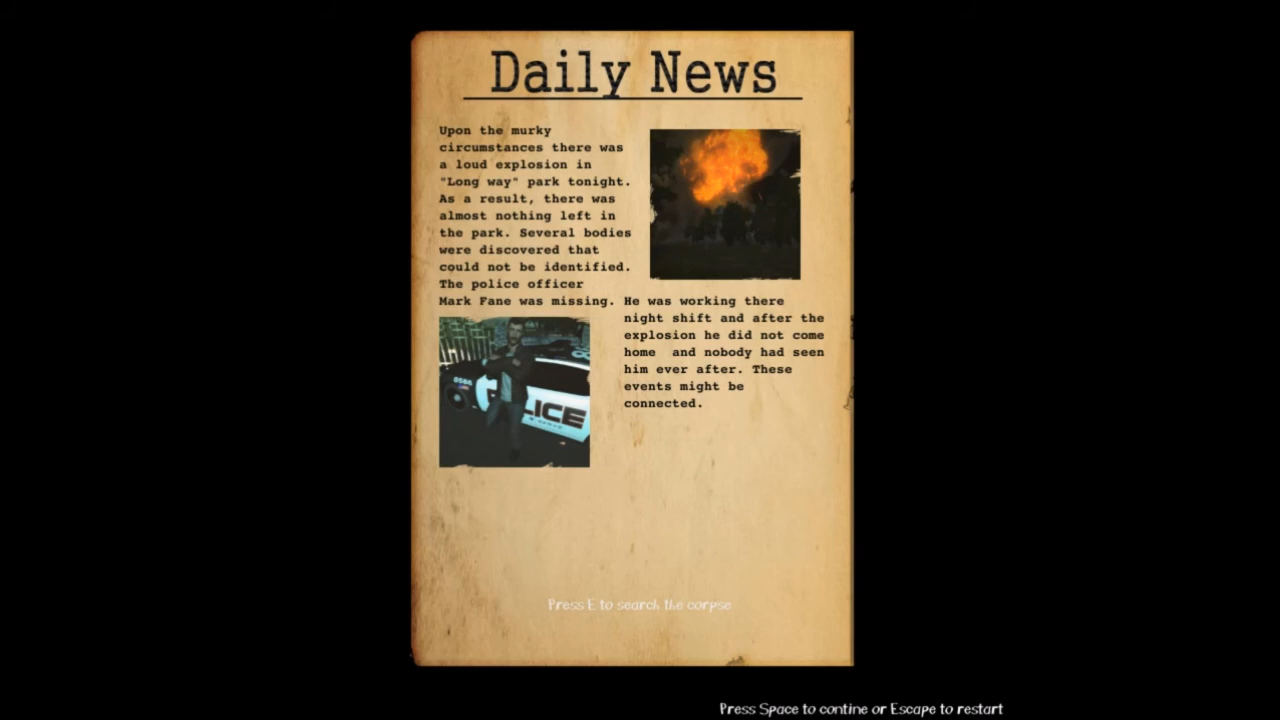 Daily News
Upon the murky
circumstances there was
a loud explosion in
"Long way" park tonight.
As a result, there was
almost nothing left in
the park. Several bodies
were discovered that
could not be identified.
The police officer
Mark Fane was missing. He was working there
night shift and after the
explosion he did not come
home  and nobody had seen
him ever after. These
events might be
connected.
LICE
Press E to search the corpse
Press Space to contine or Escape to restart